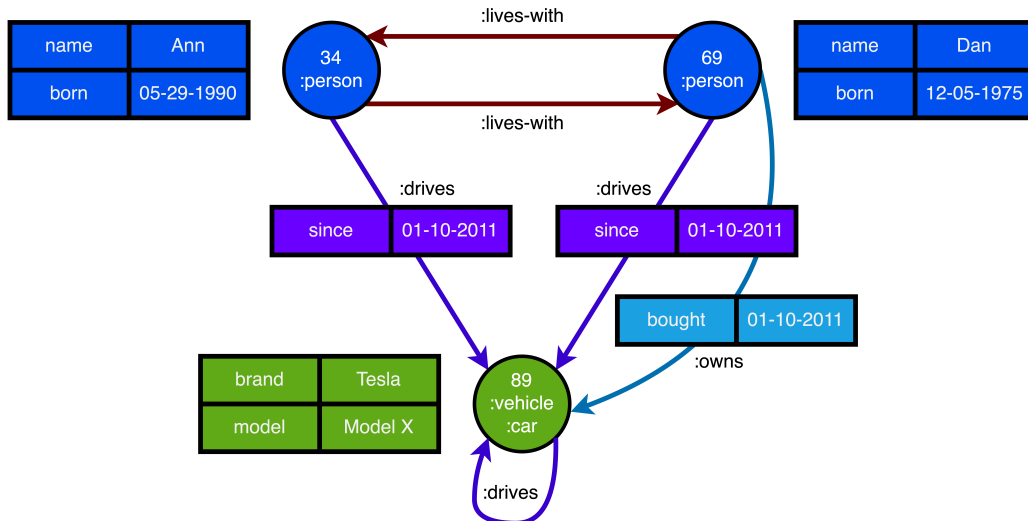 :lives-with
name Ann
born 05-29-1990
34
:person
69
:person
name Dan
born 12-05-1975
:lives-with
:drives
:drives
since 01-10-2011
since 01-10-2011
bought 01-10-2011
:owns
brand Tesla
model Model X
89
:vehicle
:car
:drives